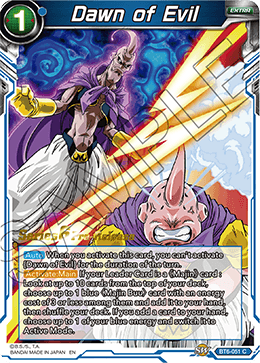 1
Dawn of Evil
EXTRA
Auto When you activate this card, you can't activate
{Dawn of Evil} for the duration of the turn.
Activate:Main If your Leader Card is a 《Majin》 card :
Look at up to 10 cards from the top of your deck,
choose up to 1 blue 《Majin Buu》 card with an energy
cost of 3 or less among them and add it to your hand,
then shuffle your deck. If you add a card to your hand,
choose up to 1 of your blue energy and switch it to
Active Mode.
BANDAI MADE IN JAPAN EN
BT6-051 C